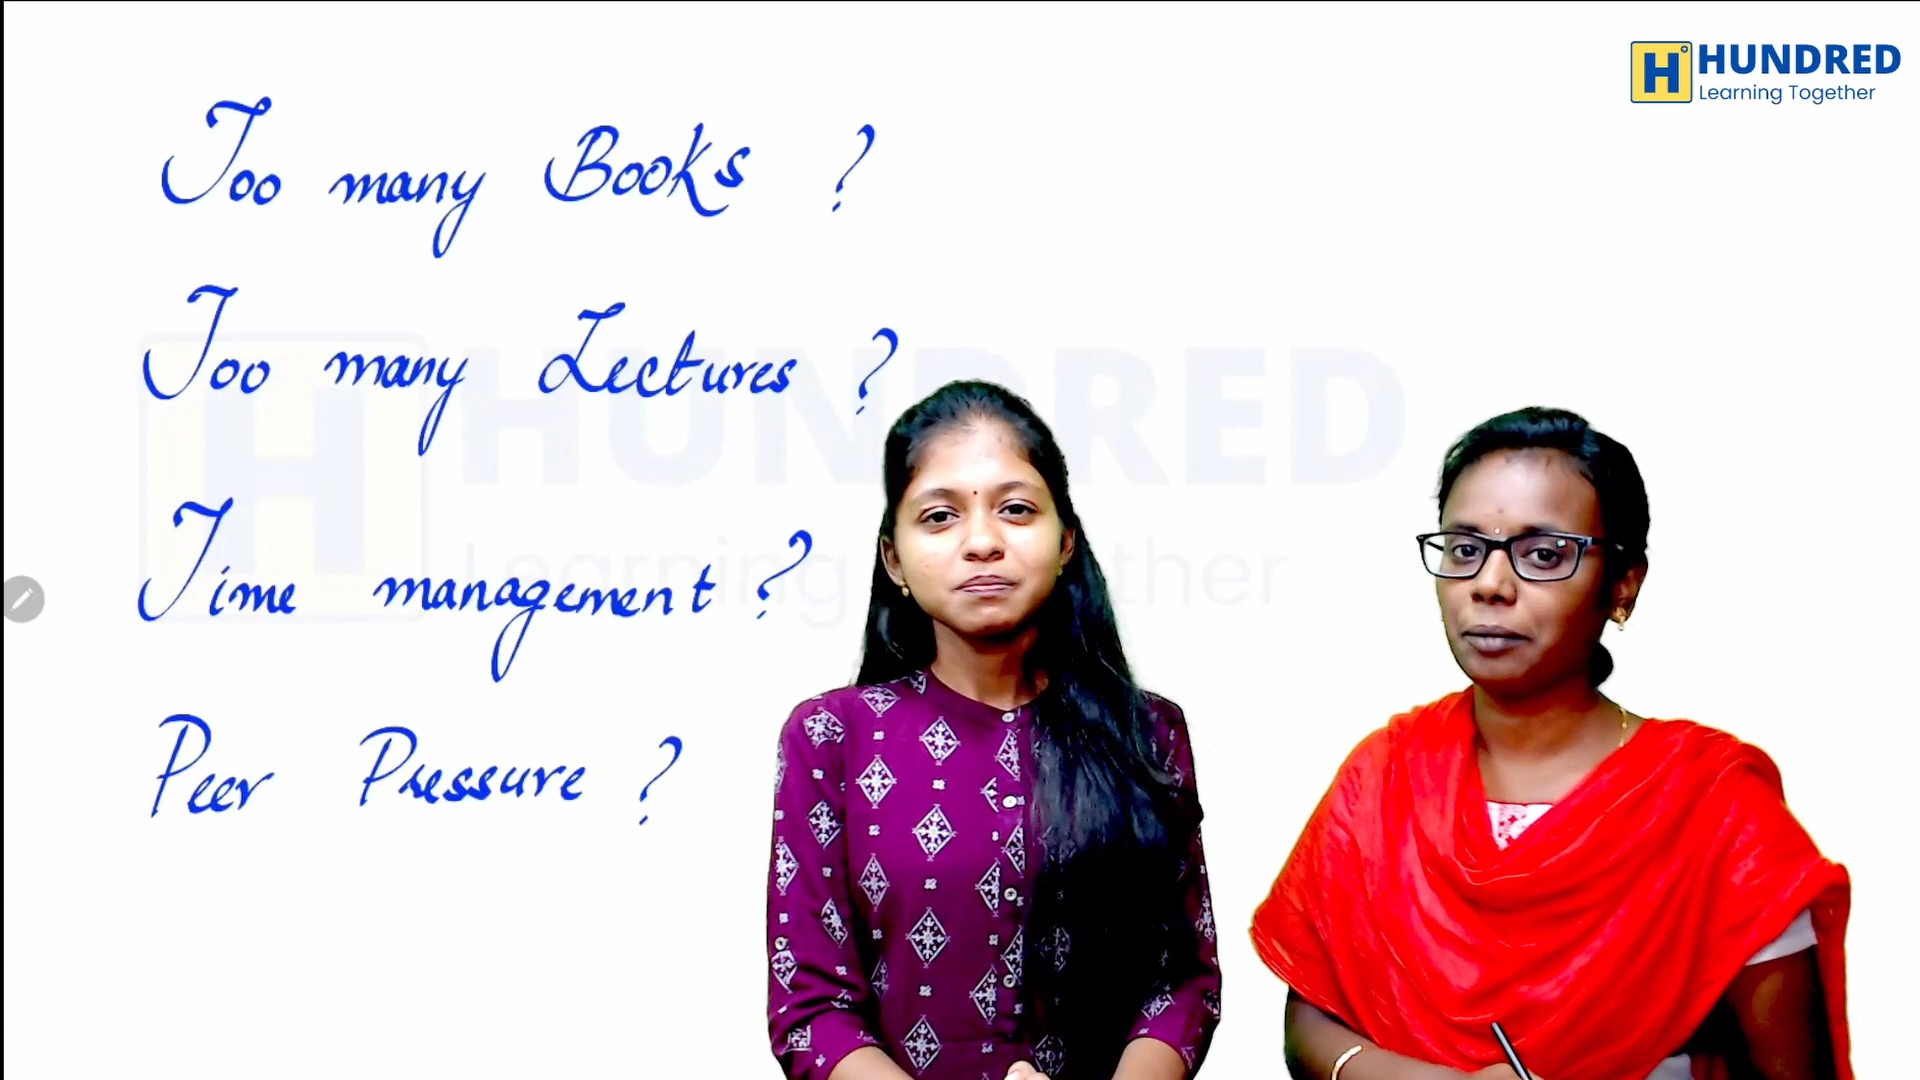 HUNDRED
Learning Together
Too many Books ?
Too many Lectures ?
Time management ?
Peer Pressure ?